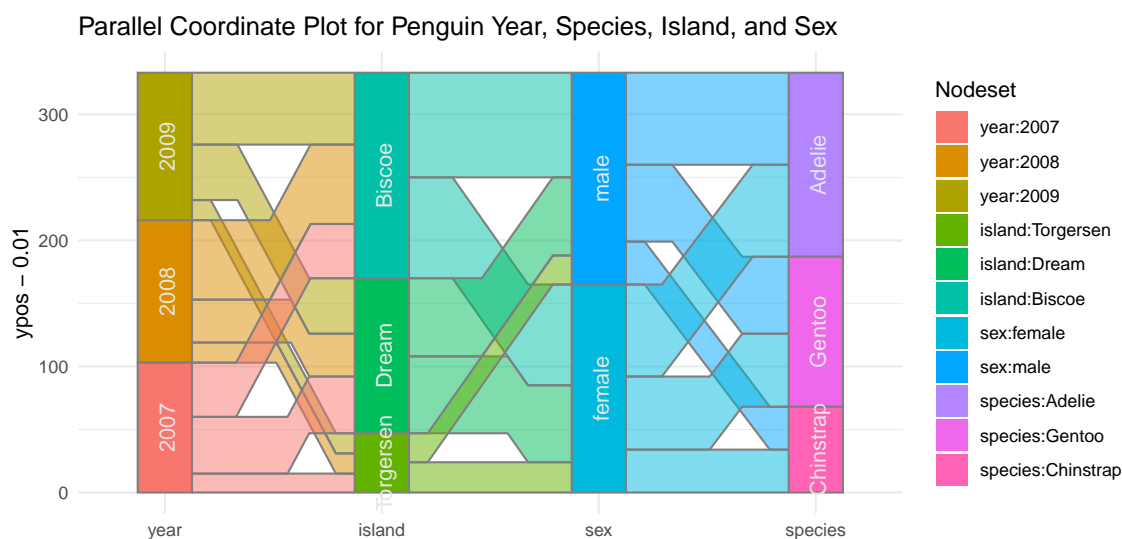 Parallel Coordinate Plot for Penguin Year, Species, Island, and Sex
ypos − 0.01
300
200
100
0
2009
2008
2007
Biscoe
Dream
Torgersen
male
female
Adelie
Gentoo
Chinstrap
year
island
sex
species
Nodeset
year:2007
year:2008
year:2009
island:Torgersen
island:Dream
island:Biscoe
sex:female
sex:male
species:Adelie
species:Gentoo
species:Chinstrap